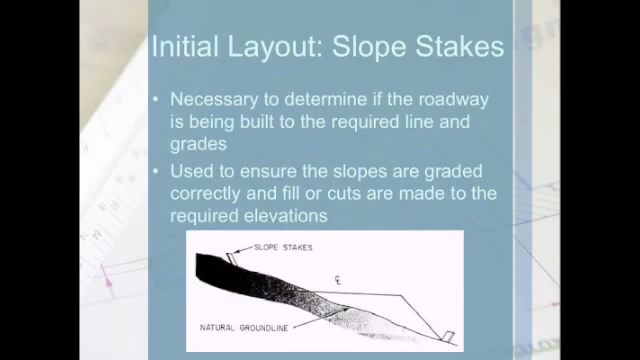 Initial Layout: Slope Stakes
• Necessary to determine if the roadway
is being built to the required line and
grades
• Used to ensure the slopes are graded
correctly and fill or cuts are made to the
required elevations
SLOPE STAKES
℄
NATURAL GROUNDLINE